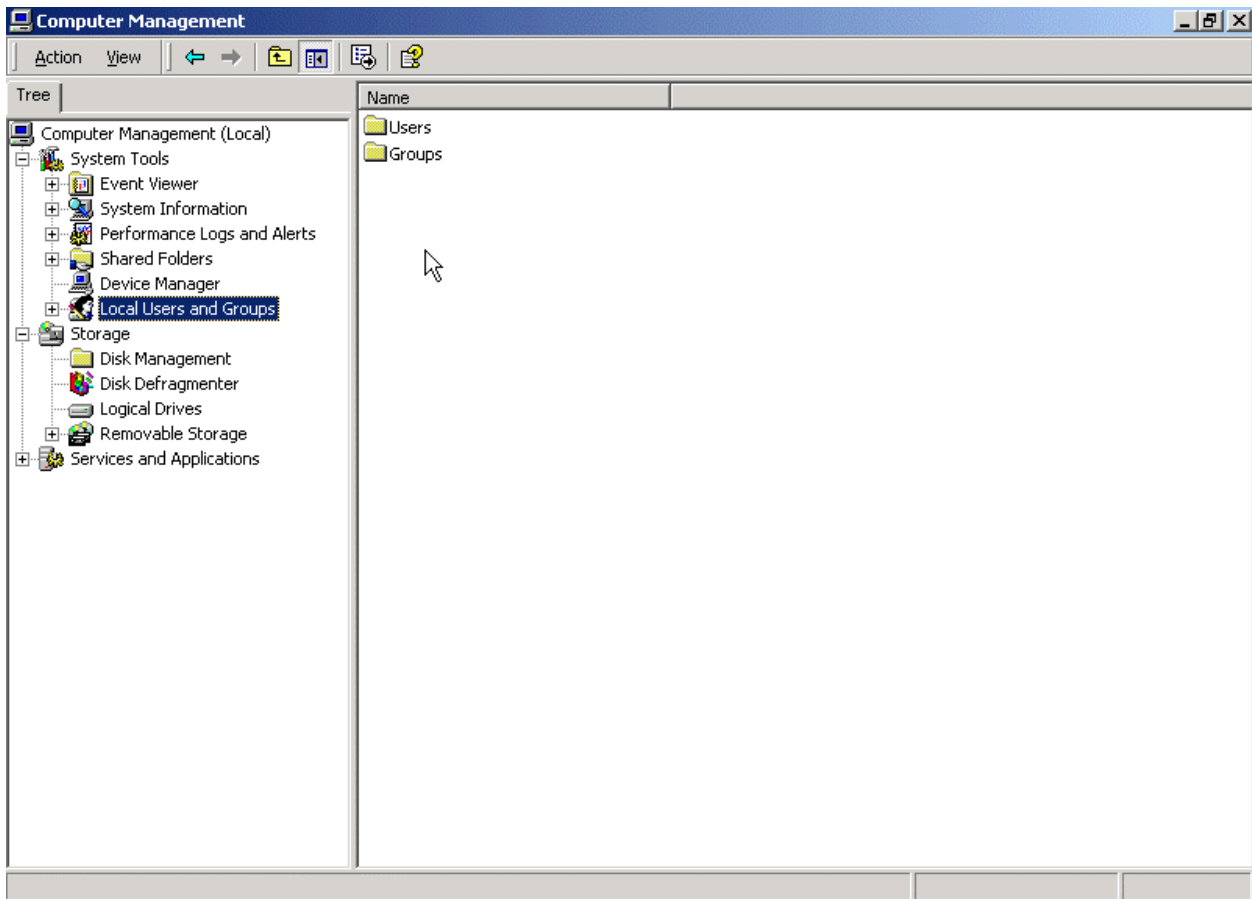 Computer Management
Action View
Tree
Name
Computer Management (Local)
System Tools
Event Viewer
System Information
Performance Logs and Alerts
Shared Folders
Device Manager
Local Users and Groups
Storage
Disk Management
Disk Defragmenter
Logical Drives
Removable Storage
Services and Applications
Users
Groups